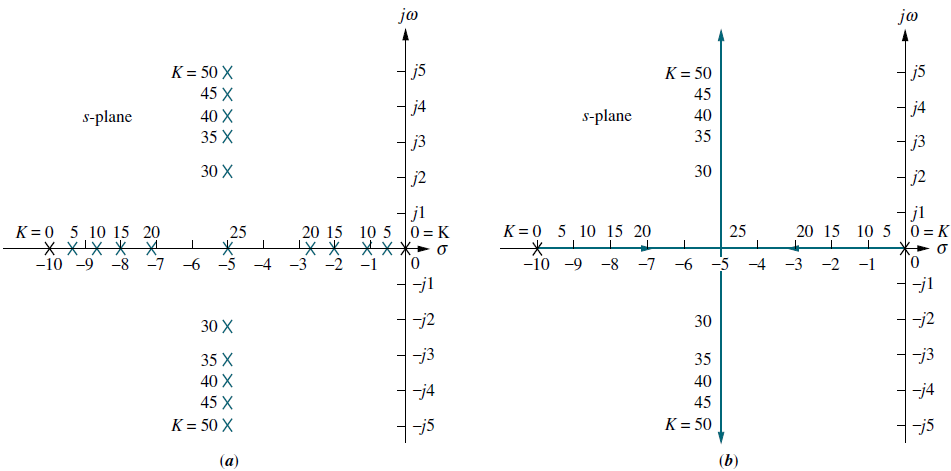 jω
K = 50
j5
45
j4
s-plane
40
35
j3
30
j2
j1
K = 0 5 10 15 20 25 20 15 10 5 0 = K
σ
−10 −9 −8 −7 −6 −5 −4 −3 −2 −1 0
−j1
30
−j2
35
−j3
40
−j4
45
K = 50
−j5
(a)
jω
K = 50
j5
45
j4
s-plane
40
35
j3
30
j2
j1
K = 0 5 10 15 20 25 20 15 10 5 0 = K
σ
−10 −9 −8 −7 −6 −5 −4 −3 −2 −1 0
−j1
30
−j2
35
−j3
40
−j4
45
K = 50
−j5
(b)